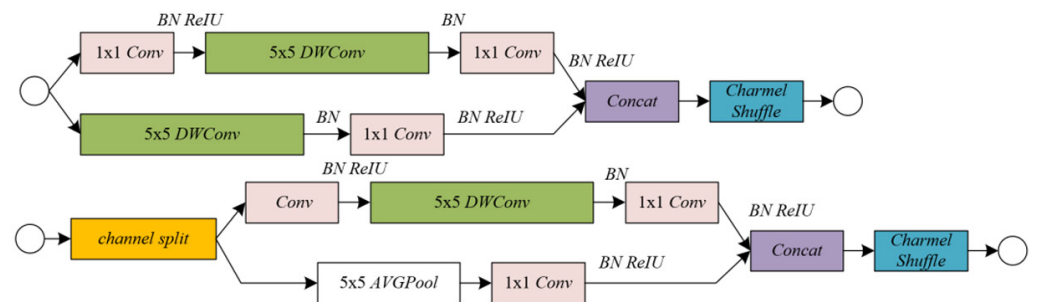 BN ReIU
BN
1x1 Conv
5x5 DWConv
1x1 Conv
BN ReIU
Concat
Charmel
Shuffle
5x5 DWConv
BN
1x1 Conv
BN ReIU
BN ReIU
BN
Conv
5x5 DWConv
1x1 Conv
BN ReIU
channel split
Concat
Charmel
Shuffle
5x5 AVGPool
1x1 Conv
BN ReIU